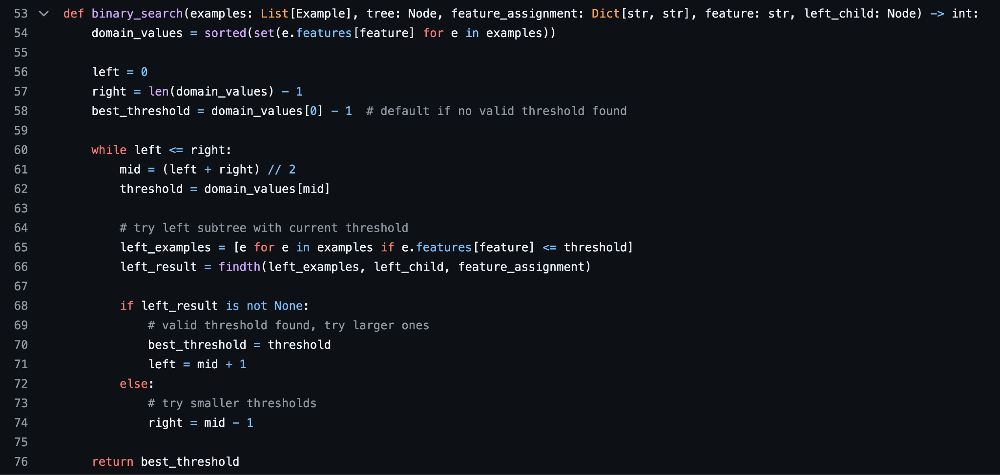 53 def binary_search(examples: List[Example], tree: Node, feature_assignment: Dict[str, str], feature: str, left_child: Node) -> int:
54     domain_values = sorted(set(e.features[feature] for e in examples))
55
56     left = 0
57     right = len(domain_values) - 1
58     best_threshold = domain_values[0] - 1  # default if no valid threshold found
59
60     while left <= right:
61         mid = (left + right) // 2
62         threshold = domain_values[mid]
63
64         # try left subtree with current threshold
65         left_examples = [e for e in examples if e.features[feature] <= threshold]
66         left_result = findth(left_examples, left_child, feature_assignment)
67
68         if left_result is not None:
69             # valid threshold found, try larger ones
70             best_threshold = threshold
71             left = mid + 1
72         else:
73             # try smaller thresholds
74             right = mid - 1
75
76     return best_threshold